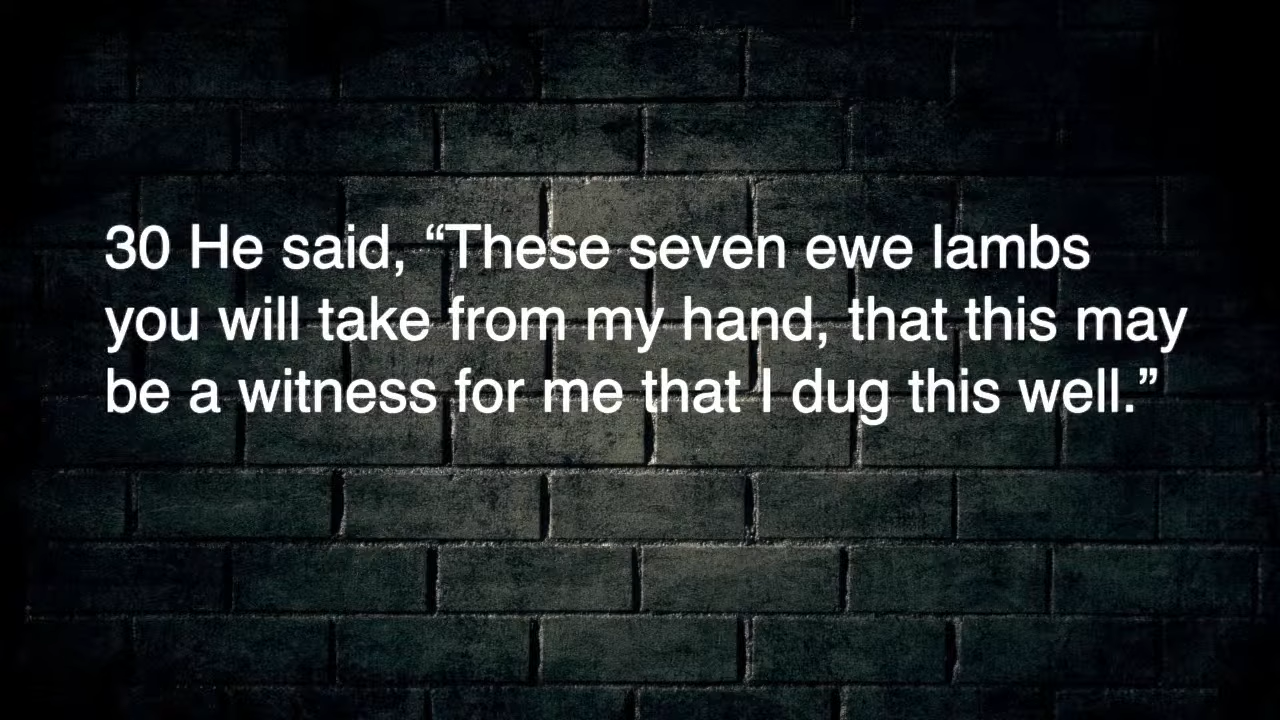 30 He said, “These seven ewe lambs
you will take from my hand, that this may
be a witness for me that I dug this well.”